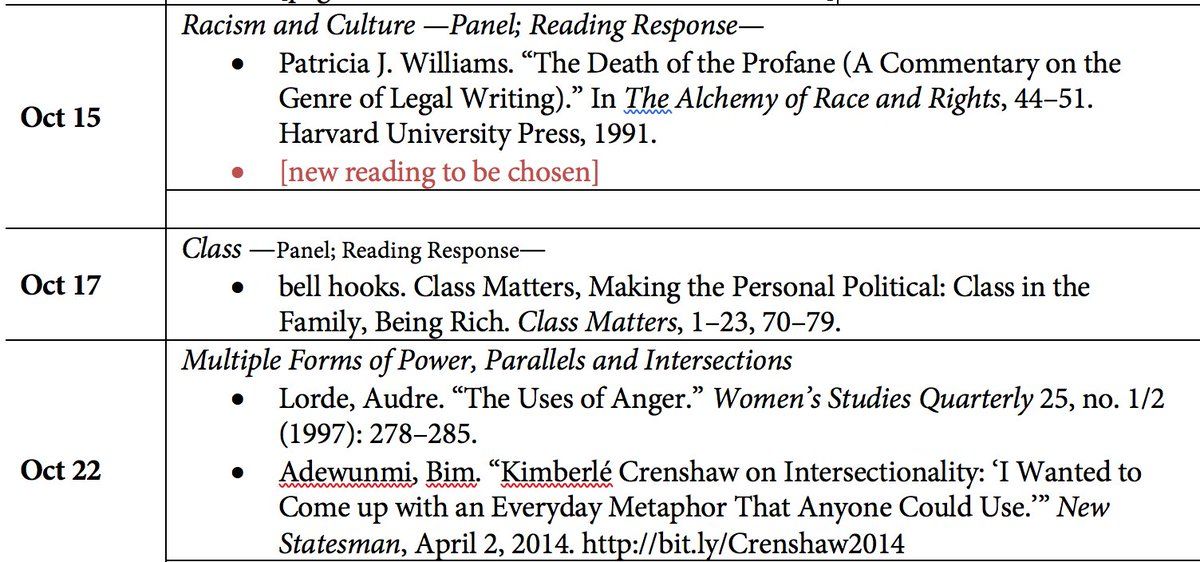 Racism and Culture —Panel; Reading Response—
Oct 15
• Patricia J. Williams. “The Death of the Profane (A Commentary on the
Genre of Legal Writing).” In The Alchemy of Race and Rights, 44–51.
Harvard University Press, 1991.
• [new reading to be chosen]
Class —Panel; Reading Response—
Oct 17
• bell hooks. Class Matters, Making the Personal Political: Class in the
Family, Being Rich. Class Matters, 1–23, 70–79.
Multiple Forms of Power, Parallels and Intersections
• Lorde, Audre. “The Uses of Anger.” Women’s Studies Quarterly 25, no. 1/2
(1997): 278–285.
Oct 22
• Adewunmi, Bim. “Kimberlé Crenshaw on Intersectionality: ‘I Wanted to
Come up with an Everyday Metaphor That Anyone Could Use.’” New
Statesman, April 2, 2014. http://bit.ly/Crenshaw2014